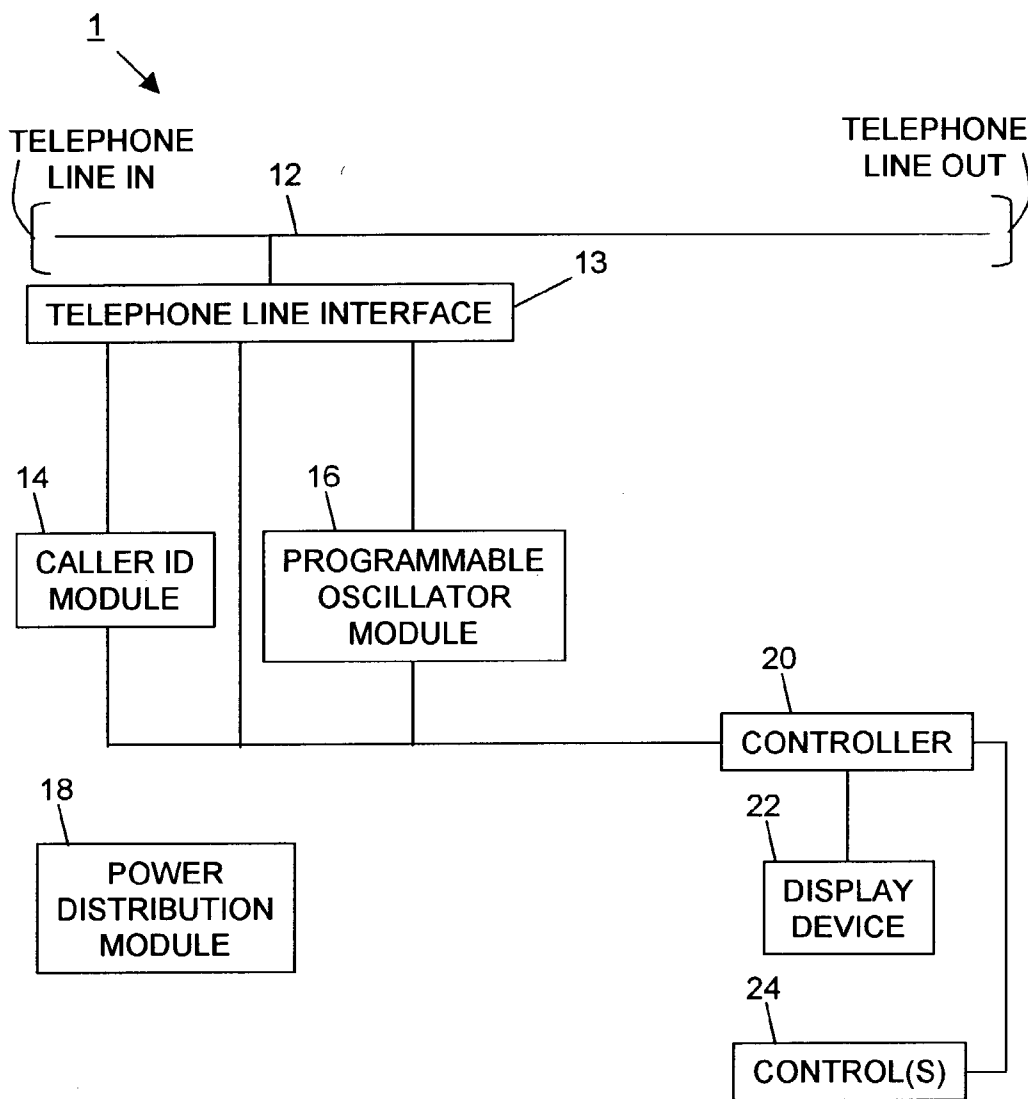 1
TELEPHONE
LINE IN
TELEPHONE
LINE OUT
12
13
TELEPHONE LINE INTERFACE
14
CALLER ID
MODULE
16
PROGRAMMABLE
OSCILLATOR
MODULE
20
CONTROLLER
18
POWER
DISTRIBUTION
MODULE
22
DISPLAY
DEVICE
24
CONTROL(S)